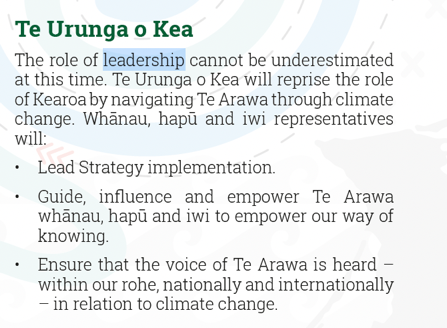 Te Urunga o Kea
The role of leadership cannot be underestimated
at this time. Te Urunga o Kea will reprise the role
of Kearoa by navigating Te Arawa through climate
change. Whānau, hapū and iwi representatives
will:
• Lead Strategy implementation.
• Guide, influence and empower Te Arawa
whānau, hapū and iwi to empower our way of
knowing.
• Ensure that the voice of Te Arawa is heard –
within our rohe, nationally and internationally
– in relation to climate change.